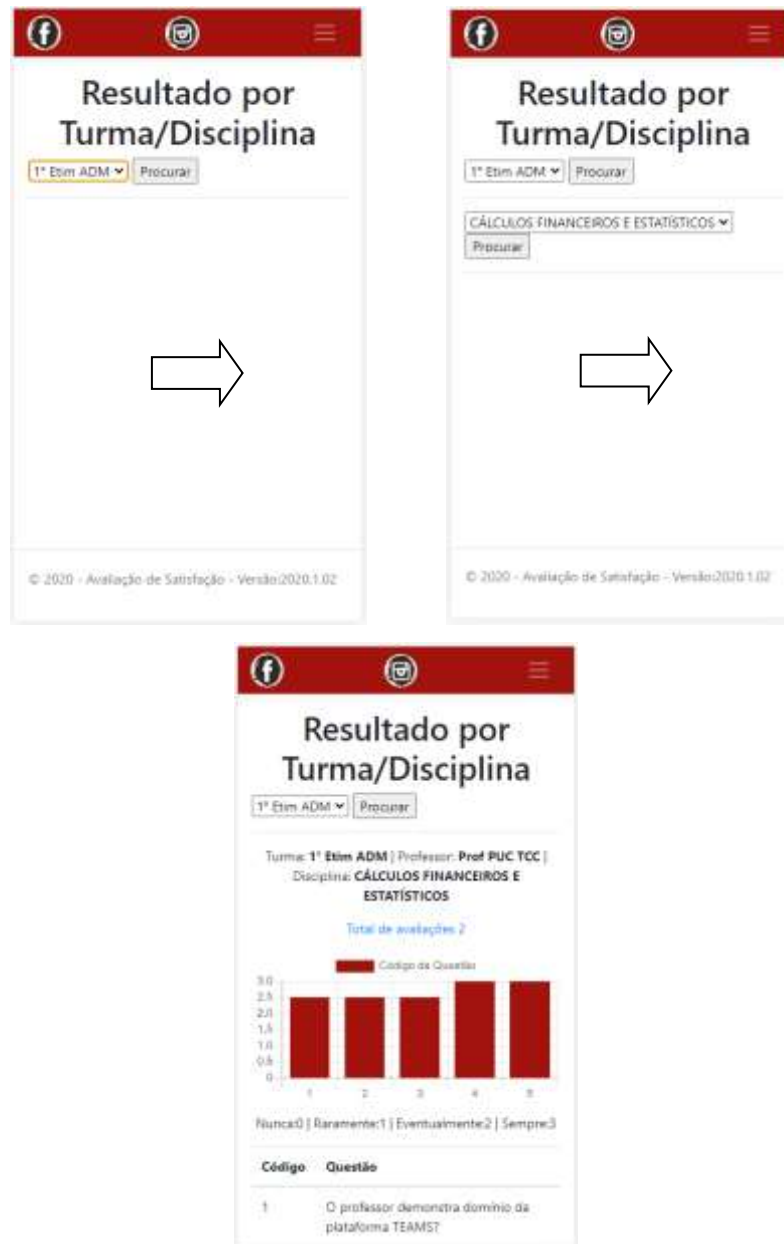 Resultado por
Turma/Disciplina
1º Etim ADM Procurar
© 2020 - Avaliação de Satisfação - Versão:2020.1.02
Resultado por
Turma/Disciplina
1º Etim ADM Procurar
CÁLCULOS FINANCEIROS E ESTATÍSTICOS
Procurar
© 2020 - Avaliação de Satisfação - Versão:2020.1.02
Resultado por
Turma/Disciplina
1º Etim ADM Procurar
Turma: 1º Etim ADM | Professor: Prof PUC TCC |
Disciplina: CÁLCULOS FINANCEIROS E
ESTATÍSTICOS
Total de avaliações 2
Código da Questão
3.0
2.5
2.0
1.5
1.0
0.5
0
1 2 3 4 5
Nunca:0 | Raramente:1 | Eventualmente:2 | Sempre:3
Código Questão
1 O professor demonstra domínio da
plataforma TEAMS?